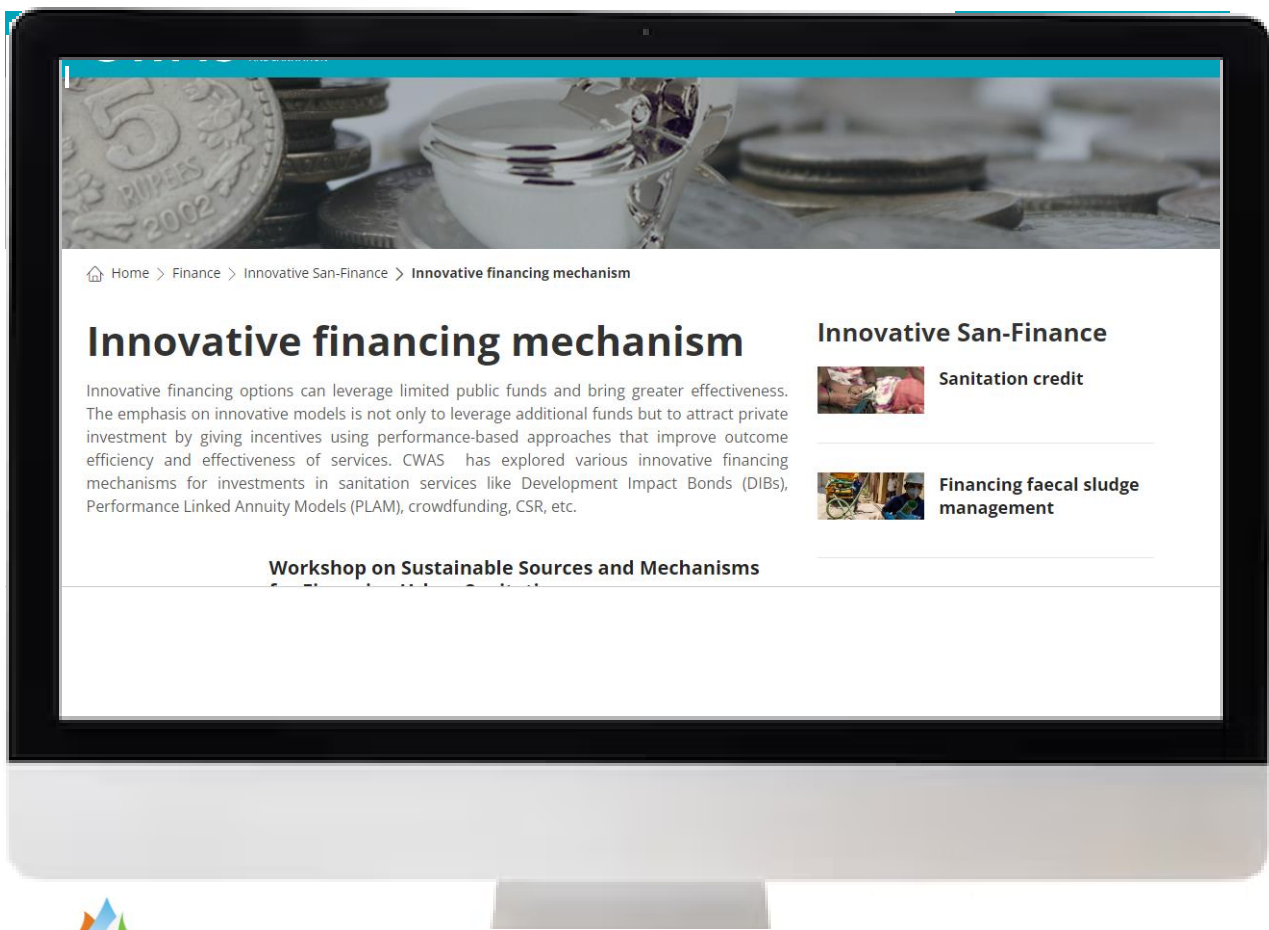 5
RUPEES
2002
Home > Finance > Innovative San-Finance > Innovative financing mechanism
Innovative financing mechanism
Innovative financing options can leverage limited public funds and bring greater effectiveness.
The emphasis on innovative models is not only to leverage additional funds but to attract private
investment by giving incentives using performance-based approaches that improve outcome
efficiency and effectiveness of services. CWAS has explored various innovative financing
mechanisms for investments in sanitation services like Development Impact Bonds (DIBs),
Performance Linked Annuity Models (PLAM), crowdfunding, CSR, etc.
Workshop on Sustainable Sources and Mechanisms
Innovative San-Finance
Sanitation credit
Financing faecal sludge
management